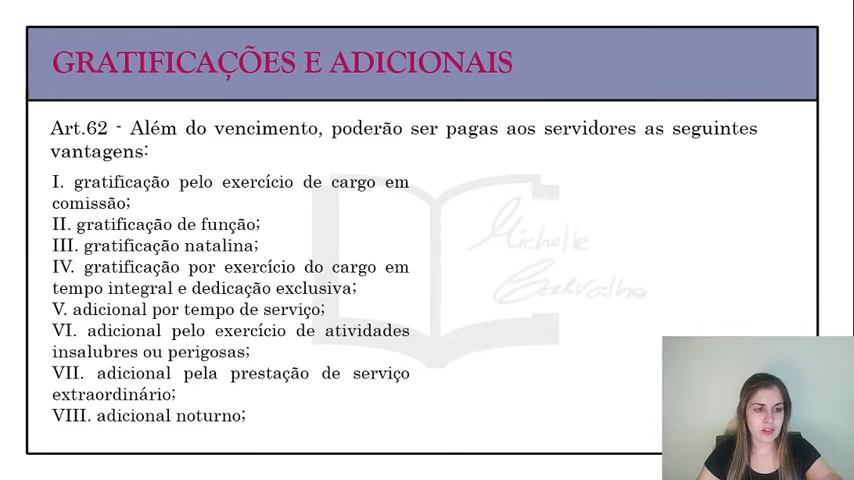 GRATIFICAÇÕES E ADICIONAIS
Art.62 - Além do vencimento, poderão ser pagas aos servidores as seguintes
vantagens:
I. gratificação pelo exercício de cargo em
comissão;
II. gratificação de função;
III. gratificação natalina;
IV. gratificação por exercício do cargo em
tempo integral e dedicação exclusiva;
V. adicional por tempo de serviço;
VI. adicional pelo exercício de atividades
insalubres ou perigosas;
VII. adicional pela prestação de serviço
extraordinário;
VIII. adicional noturno;
Michelle
Carvalho